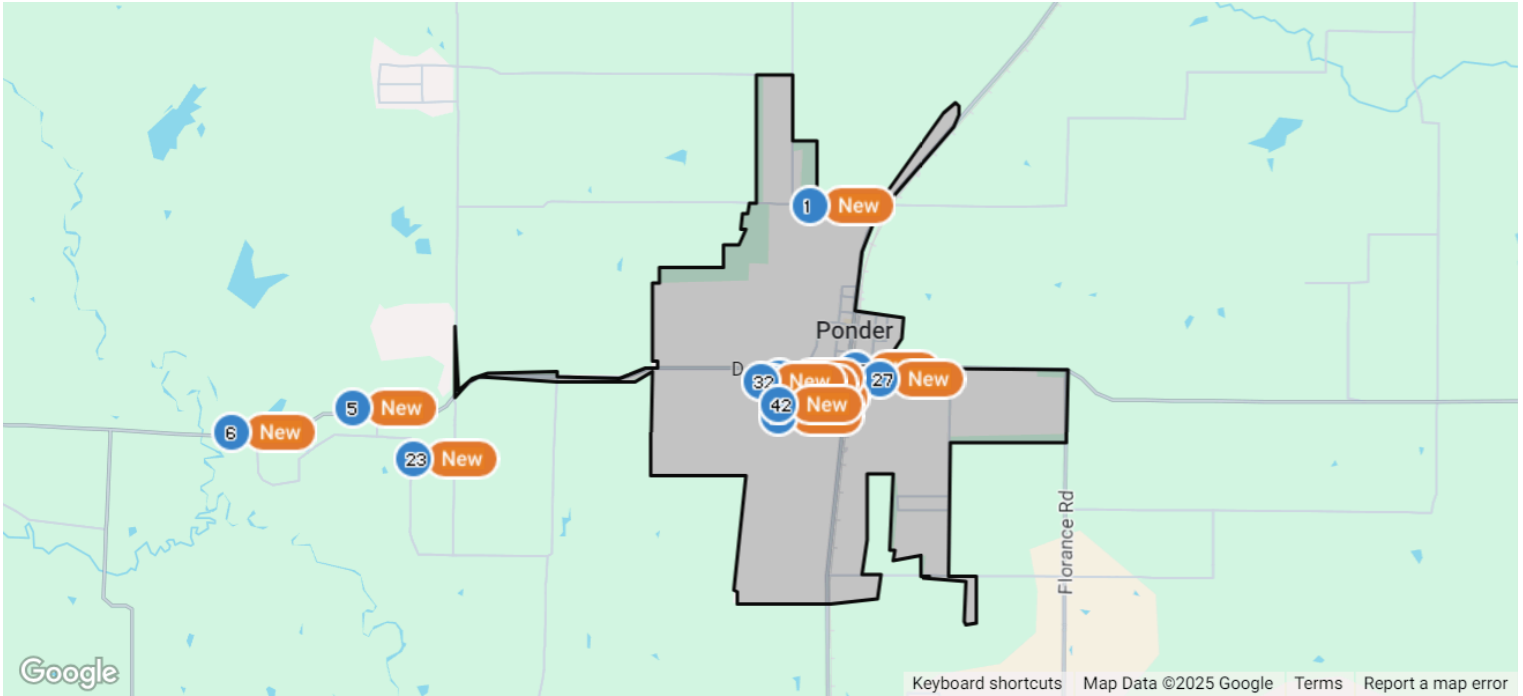 1 New
Ponder
D
32 New
27 New
42 New
5 New
6 New
23 New
Florance Rd
Google
Keyboard shortcuts Map Data ©2025 Google Terms Report a map error